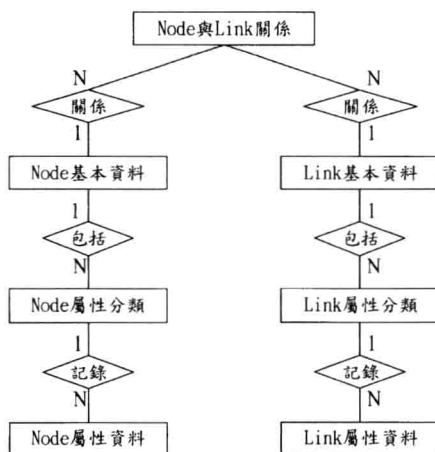 Node與Link關係
N N
關係 關係
1 1
Node基本資料 Link基本資料
1 1
包括 包括
N N
Node屬性分類 Link屬性分類
1 1
記錄 記錄
N N
Node屬性資料 Link屬性資料